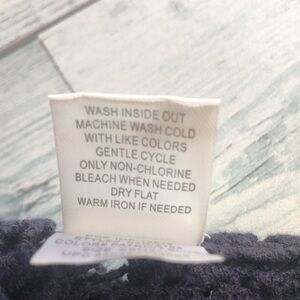 WASH INSIDE OUT
MACHINE WASH COLD
WITH LIKE COLORS
GENTLE CYCLE
ONLY NON-CHLORINE
BLEACH WHEN NEEDED
DRY FLAT
WARM IRON IF NEEDED